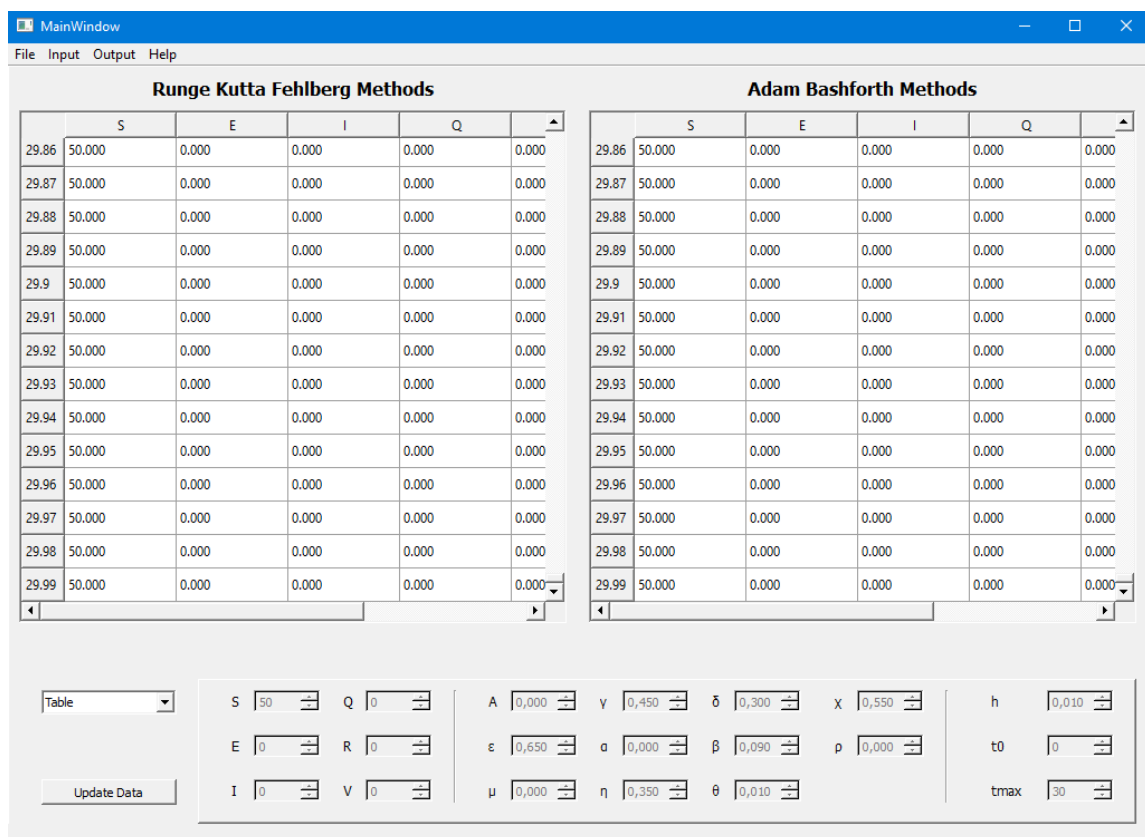 MainWindow
File Input Output Help
Runge Kutta Fehlberg Methods
S E I Q
29.86 50.000 0.000 0.000 0.000 0.000
29.87 50.000 0.000 0.000 0.000 0.000
29.88 50.000 0.000 0.000 0.000 0.000
29.89 50.000 0.000 0.000 0.000 0.000
29.9 50.000 0.000 0.000 0.000 0.000
29.91 50.000 0.000 0.000 0.000 0.000
29.92 50.000 0.000 0.000 0.000 0.000
29.93 50.000 0.000 0.000 0.000 0.000
29.94 50.000 0.000 0.000 0.000 0.000
29.95 50.000 0.000 0.000 0.000 0.000
29.96 50.000 0.000 0.000 0.000 0.000
29.97 50.000 0.000 0.000 0.000 0.000
29.98 50.000 0.000 0.000 0.000 0.000
29.99 50.000 0.000 0.000 0.000 0.000
Adam Bashforth Methods
S E I Q
29.86 50.000 0.000 0.000 0.000 0.000
29.87 50.000 0.000 0.000 0.000 0.000
29.88 50.000 0.000 0.000 0.000 0.000
29.89 50.000 0.000 0.000 0.000 0.000
29.9 50.000 0.000 0.000 0.000 0.000
29.91 50.000 0.000 0.000 0.000 0.000
29.92 50.000 0.000 0.000 0.000 0.000
29.93 50.000 0.000 0.000 0.000 0.000
29.94 50.000 0.000 0.000 0.000 0.000
29.95 50.000 0.000 0.000 0.000 0.000
29.96 50.000 0.000 0.000 0.000 0.000
29.97 50.000 0.000 0.000 0.000 0.000
29.98 50.000 0.000 0.000 0.000 0.000
29.99 50.000 0.000 0.000 0.000 0.000
Table S 50 Q 0 A 0,000 γ 0,450 δ 0,300 χ 0,550 h 0,010
E 0 R 0 ε 0,650 α 0,000 β 0,090 ρ 0,000 t0 0
Update Data I 0 V 0 μ 0,000 η 0,350 θ 0,010 tmax 30